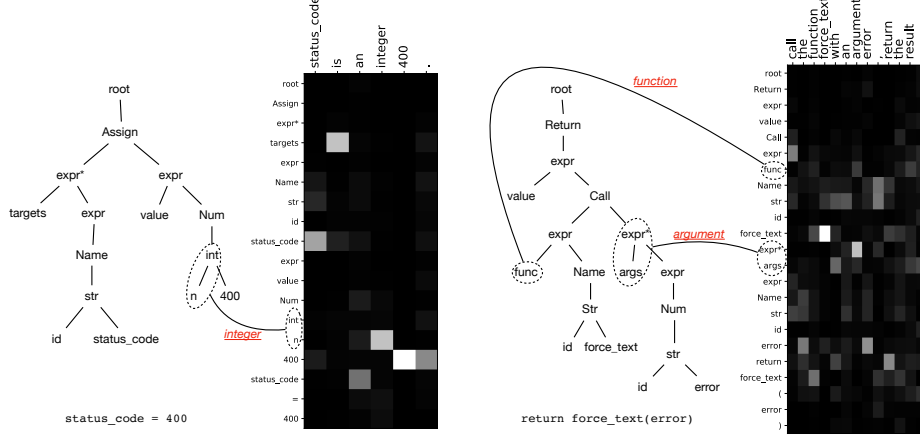 status_code
is
an
integer
400
.
root
Assign
expr*
targets
expr
Name
str
id
status_code
expr
value
Num
int
n
400
status_code
=
400
root
Assign
expr*
expr
targets
expr
value
Num
Name
int
str
n
400
id
status_code
integer
status_code = 400
call
the
function
force_text
with
an
argument
error
,
return
the
result
root
Return
expr
value
Call
expr
func
Name
str
id
force_text
expr*
args
expr
Name
str
id
error
return
force_text
(
error
)
function
root
Return
expr
value
Call
expr
expr*
func
Name
args
expr
Str
Num
id
force_text
str
id
error
argument
return force_text(error)